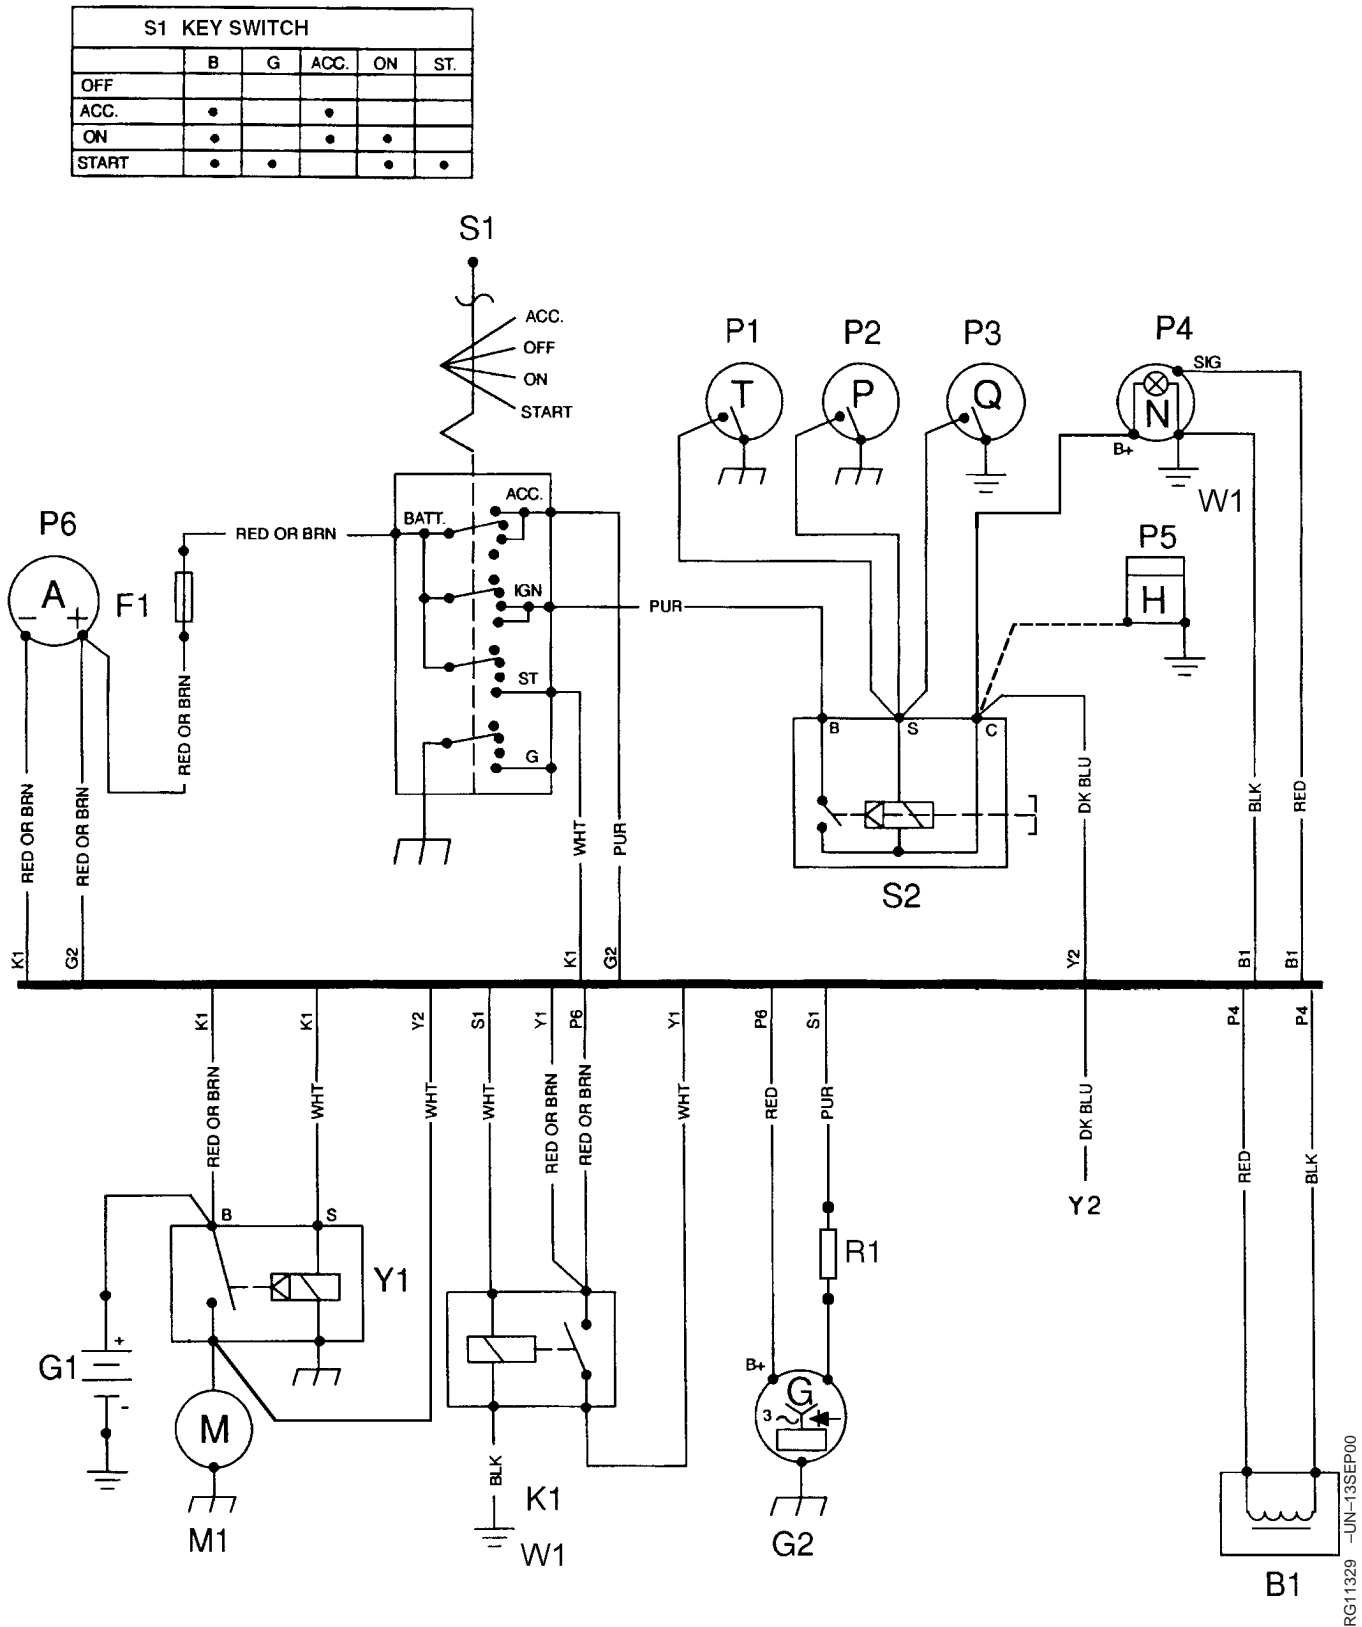 S1 KEY SWITCH
B G ACC. ON ST.
OFF
ACC.
ON
START
S1
ACC.
OFF
ON
START
P1 P2 P3 P4
T P Q N
SIG
B+
W1
P5
H
P6
A
− +
F1
RED OR BRN
BATT.
ACC.
IGN
ST
G
PUR
B S C
S2
RED OR BRN
RED OR BRN
RED OR BRN
WHT
PUR
DK BLU
BLK
RED
K1 G2 K1 G2 Y2 B1 B1
K1 K1 Y2 S1 Y1 P6 Y1 P6 S1 P4 P4
RED OR BRN
WHT
WHT
WHT
RED OR BRN
RED OR BRN
WHT
RED
PUR
DK BLU
RED
BLK
Y2
B S
Y1
R1
G1
+
-
M
M1
BLK
K1
W1
B+
G
3
G2
B1
RG11329 –UN–13SEP00